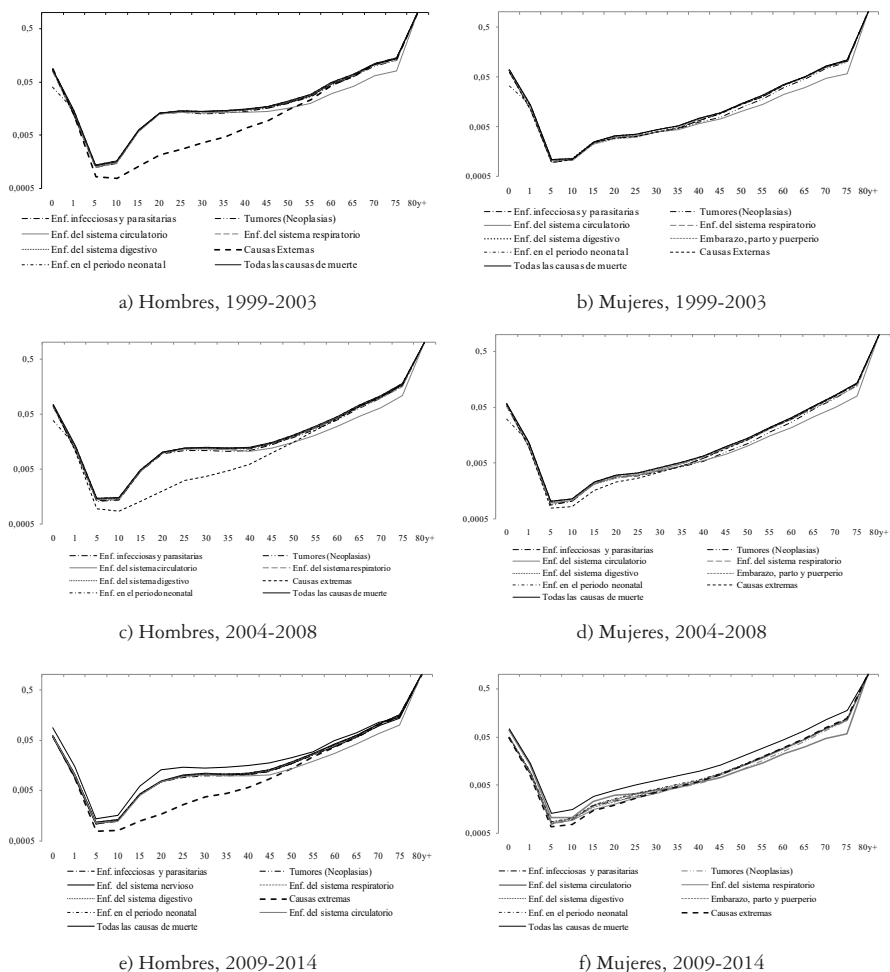 0,5
0,05
0,005
0,0005
0 1 5 10 15 20 25 30 35 40 45 50 55 60 65 70 75 80y+
Enf. infecciosas y parasitarias Tumores (Neoplasias)
Enf. del sistema circulatorio Enf. del sistema respiratorio
Enf. del sistema digestivo Causas Externas
Enf. en el periodo neonatal Todas las causas de muerte
a) Hombres, 1999-2003
0,5
0,05
0,005
0,0005
0 1 5 10 15 20 25 30 35 40 45 50 55 60 65 70 75 80y+
Enf. infecciosas y parasitarias Tumores (Neoplasias)
Enf. del sistema circulatorio Enf. del sistema respiratorio
Enf. del sistema digestivo Embarazo, parto y puerperio
Enf. en el periodo neonatal Causas Externas
Todas las causas de muerte
b) Mujeres, 1999-2003
0,5
0,05
0,005
0,0005
0 1 5 10 15 20 25 30 35 40 45 50 55 60 65 70 75 80y+
Enf. infecciosas y parasitarias Tumores (Neoplasias)
Enf. del sistema circulatorio Enf. del sistema respiratorio
Enf. del sistema digestivo Causas extremas
Enf. en el periodo neonatal Todas las causas de muerte
c) Hombres, 2004-2008
0,5
0,05
0,005
0,0005
0 1 5 10 15 20 25 30 35 40 45 50 55 60 65 70 75 80y+
Enf. infecciosas y parasitarias Tumores (Neoplasias)
Enf. del sistema circulatorio Enf. del sistema respiratorio
Enf. del sistema digestivo Embarazo, parto y puerperio
Enf. en el periodo neonatal Causas extremas
Todas las causas de muerte
d) Mujeres, 2004-2008
0,5
0,05
0,005
0,0005
0 1 5 10 15 20 25 30 35 40 45 50 55 60 65 70 75 80y+
Enf. infecciosas y parasitarias Tumores (Neoplasias)
Enf. del sistema nervioso Enf. del sistema respiratorio
Enf. del sistema digestivo Causas extremas
Enf. en el periodo neonatal Enf. del sistema circulatorio
Todas las causas de muerte
e) Hombres, 2009-2014
0,5
0,05
0,005
0,0005
0 1 5 10 15 20 25 30 35 40 45 50 55 60 65 70 75 80y+
Enf. infecciosas y parasitarias Tumores (Neoplasias)
Enf. del sistema circulatorio Enf. del sistema respiratorio
Enf. del sistema digestivo Embarazo, parto y puerperio
Enf. en el periodo neonatal Causas extremas
Todas las causas de muerte
f) Mujeres, 2009-2014